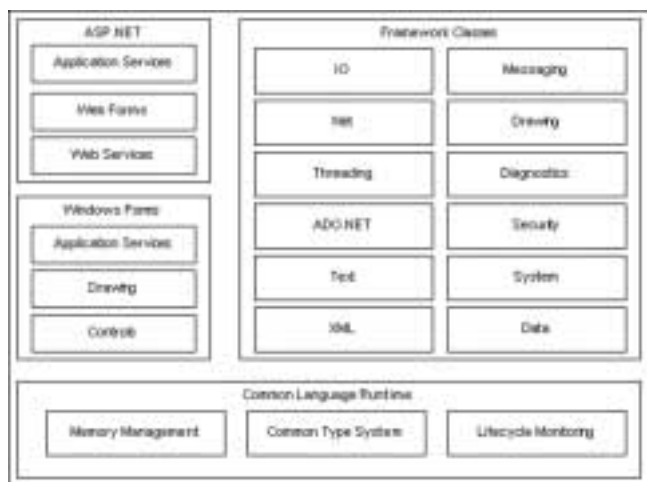 ASP.NET
Application Services
Web Forms
Web Services
Windows Forms
Application Services
Drawing
Controls
Framework Classes
IO
Messaging
Net
Drawing
Threading
Diagnostics
ADO.NET
Security
Text
System
XML
Data
Common Language Runtime
Memory Management
Common Type System
Lifecycle Monitoring